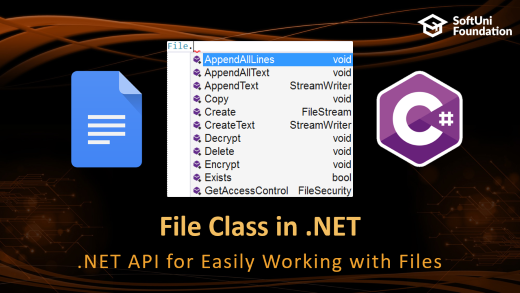 SoftUni
Foundation
File.
AppendAllLines void
AppendAllText void
AppendText StreamWriter
Copy void
Create FileStream
CreateText StreamWriter
Decrypt void
Delete void
Encrypt void
Exists bool
GetAccessControl FileSecurity
C#
File Class in .NET
.NET API for Easily Working with Files